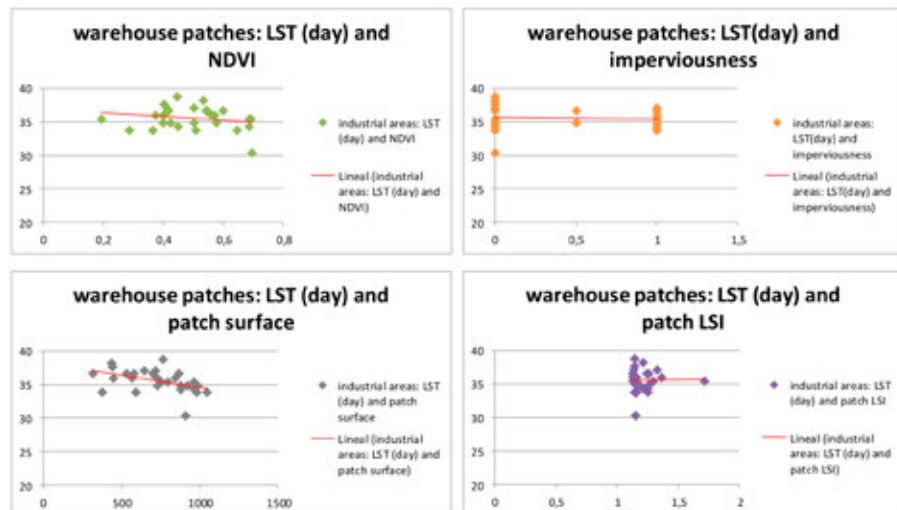 warehouse patches: LST (day) and
NDVI
40
35
30
25
20
0
0,2
0,4
0,6
0,8
industrial areas: LST
(day) and NDVI
Lineal (industrial
areas: LST (day) and
NDVI)
warehouse patches: LST(day) and
imperviousness
40
35
30
25
20
0
0,5
1
1,5
industrial areas:
LST(day) and
imperviousness
Lineal (industrial
areas: LST(day) and
imperviousness)
warehouse patches: LST (day) and
patch surface
40
35
30
25
20
0
500
1000
1500
industrial areas: LST
(day) and patch
surface
Lineal (industrial
areas: LST (day) and
patch surface)
warehouse patches: LST (day) and
patch LSI
40
35
30
25
20
0
0,5
1
1,5
2
industrial areas: LST
(day) and patch LSI
Lineal (industrial
areas: LST (day) and
patch LSI)